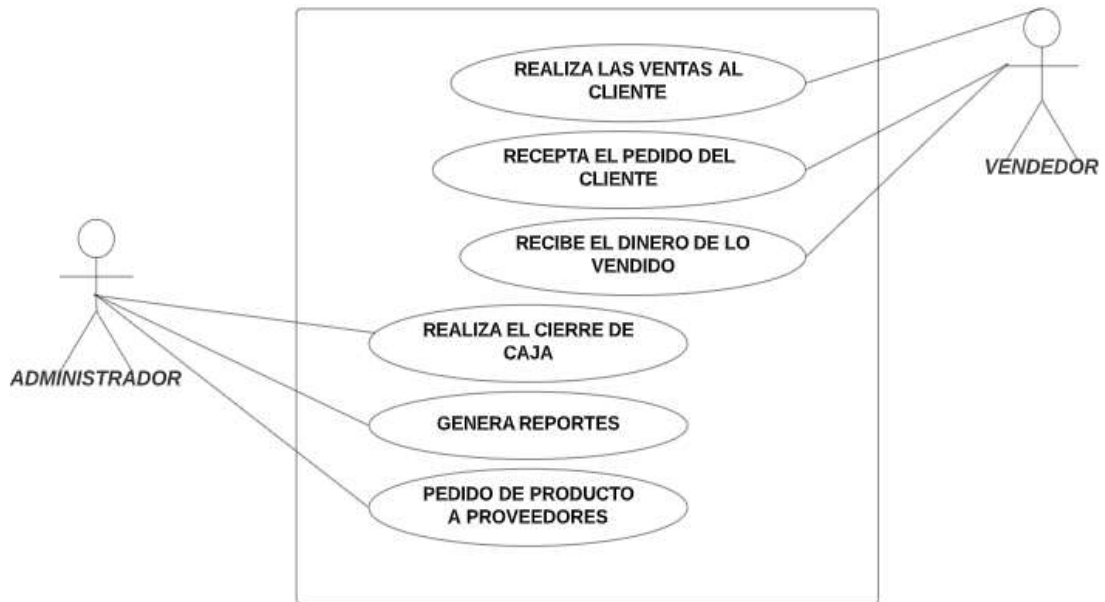 REALIZA LAS VENTAS AL
CLIENTE
RECEPTA EL PEDIDO DEL
CLIENTE
VENDEDOR
RECIBE EL DINERO DE LO
VENDIDO
REALIZA EL CIERRE DE
CAJA
ADMINISTRADOR
GENERA REPORTES
PEDIDO DE PRODUCTO
A PROVEEDORES